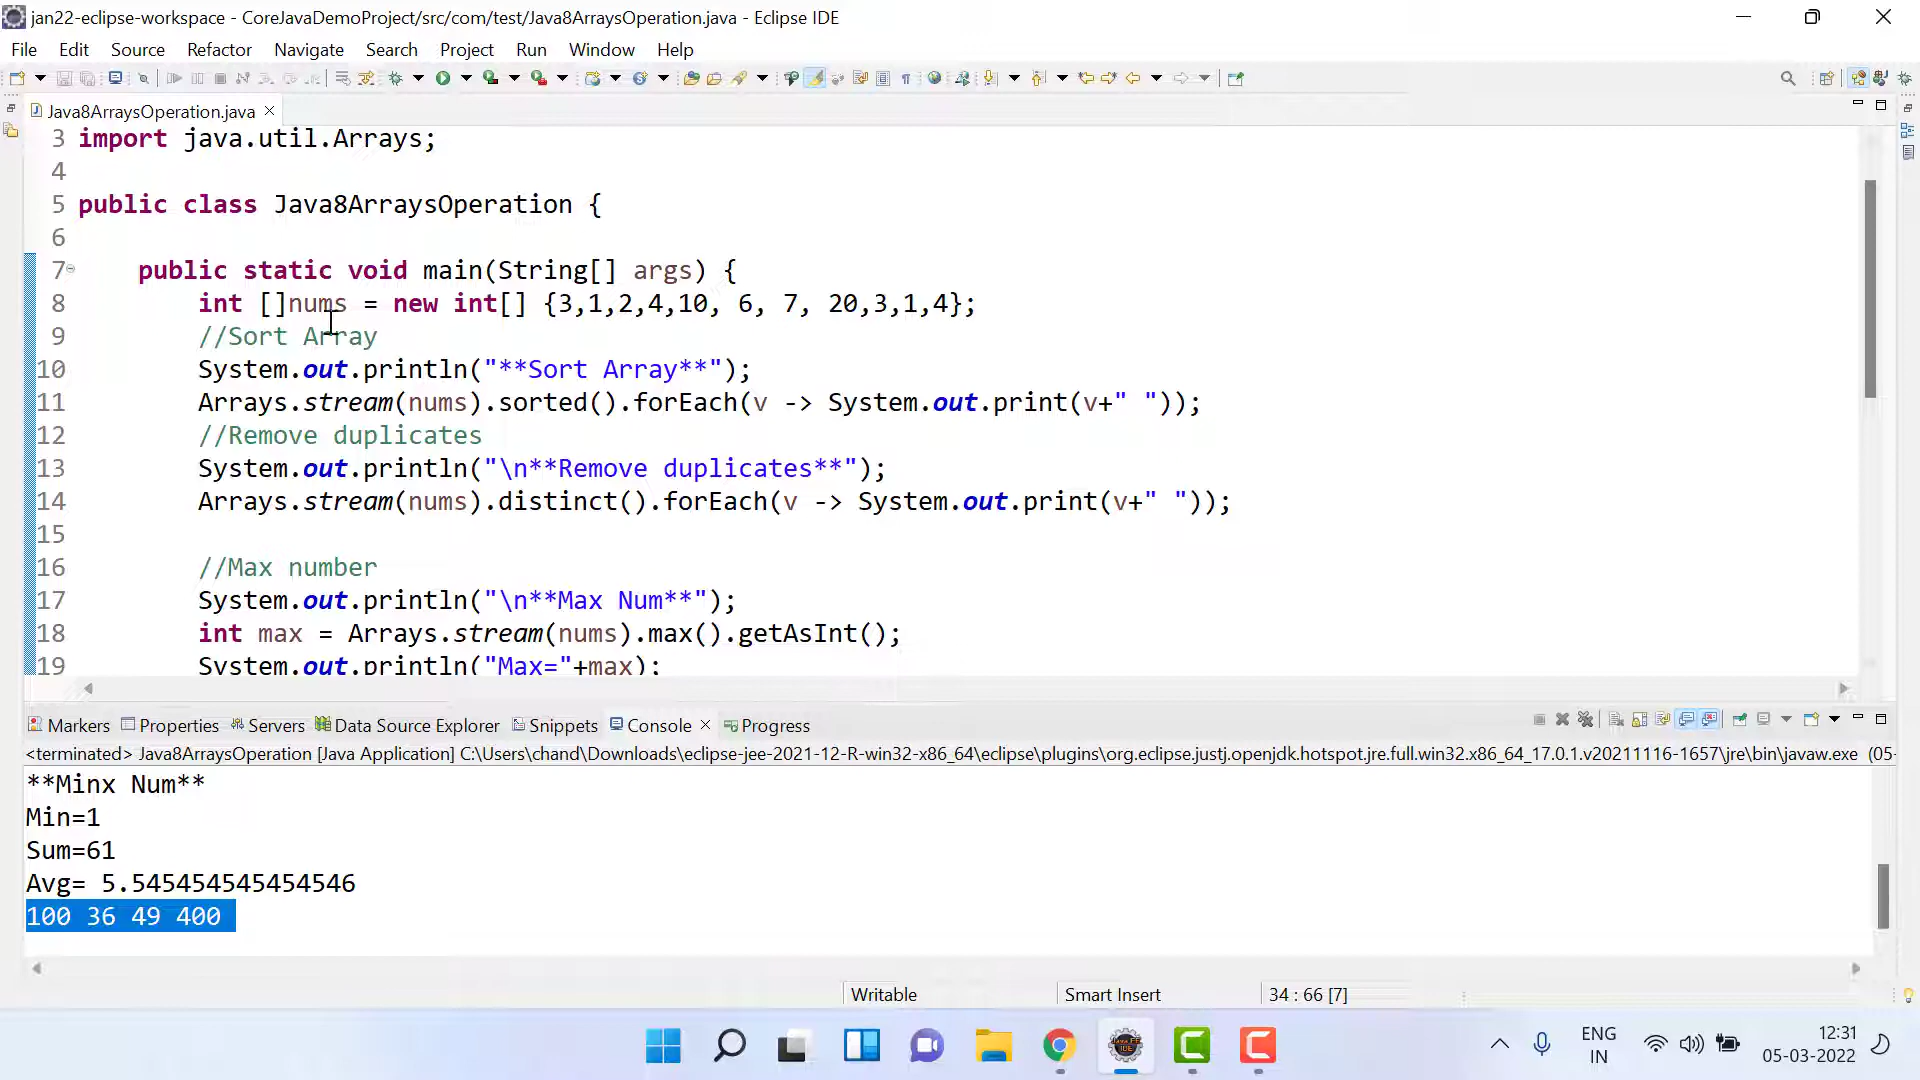 jan22-eclipse-workspace - CoreJavaDemoProject/src/com/test/Java8ArraysOperation.java - Eclipse IDE
File Edit Source Refactor Navigate Search Project Run Window Help
Java8ArraysOperation.java
3 import java.util.Arrays;
4
5 public class Java8ArraysOperation {
6
7 public static void main(String[] args) {
8 int []nums = new int[] {3,1,2,4,10, 6, 7, 20,3,1,4};
9 //Sort Array
10 System.out.println("**Sort Array**");
11 Arrays.stream(nums).sorted().forEach(v -> System.out.print(v+" "));
12 //Remove duplicates
13 System.out.println("\n**Remove duplicates**");
14 Arrays.stream(nums).distinct().forEach(v -> System.out.print(v+" "));
15
16 //Max number
17 System.out.println("\n**Max Num**");
18 int max = Arrays.stream(nums).max().getAsInt();
19 System.out.println("Max="+max);
Markers Properties Servers Data Source Explorer Snippets Console Progress
<terminated> Java8ArraysOperation [Java Application] C:\Users\chand\Downloads\eclipse-jee-2021-12-R-win32-x86_64\eclipse\plugins\org.eclipse.justj.openjdk.hotspot.jre.full.win32.x86_64_17.0.1.v20211116-1657\jre\bin\javaw.exe (05-
**Minx Num**
Min=1
Sum=61
Avg= 5.545454545454546
100 36 49 400
Writable Smart Insert 34 : 66 [7]
ENG
IN
12:31
05-03-2022